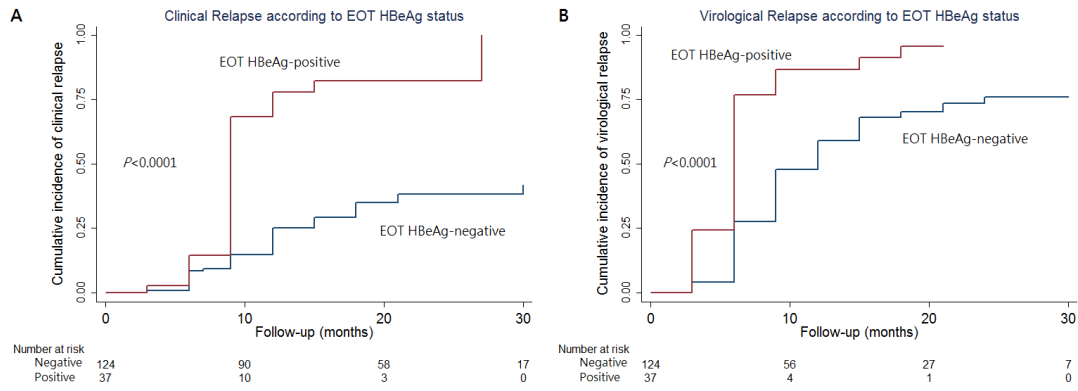 A
Clinical Relapse according to EOT HBeAg status
Cumulative incidence of clinical relapse
0.00 0.25 0.50 0.75 1.00
EOT HBeAg-positive
P<0.0001
EOT HBeAg-negative
0 10 20 30
Follow-up (months)
Number at risk
Negative 124 90 58 17
Positive 37 10 3 0
B
Virological Relapse according to EOT HBeAg status
Cumulative incidence of virological relapse
0.00 0.25 0.50 0.75 1.00
EOT HBeAg-positive
P<0.0001
EOT HBeAg-negative
0 10 20 30
Follow-up (months)
Number at risk
Negative 124 56 27 7
Positive 37 4 1 0